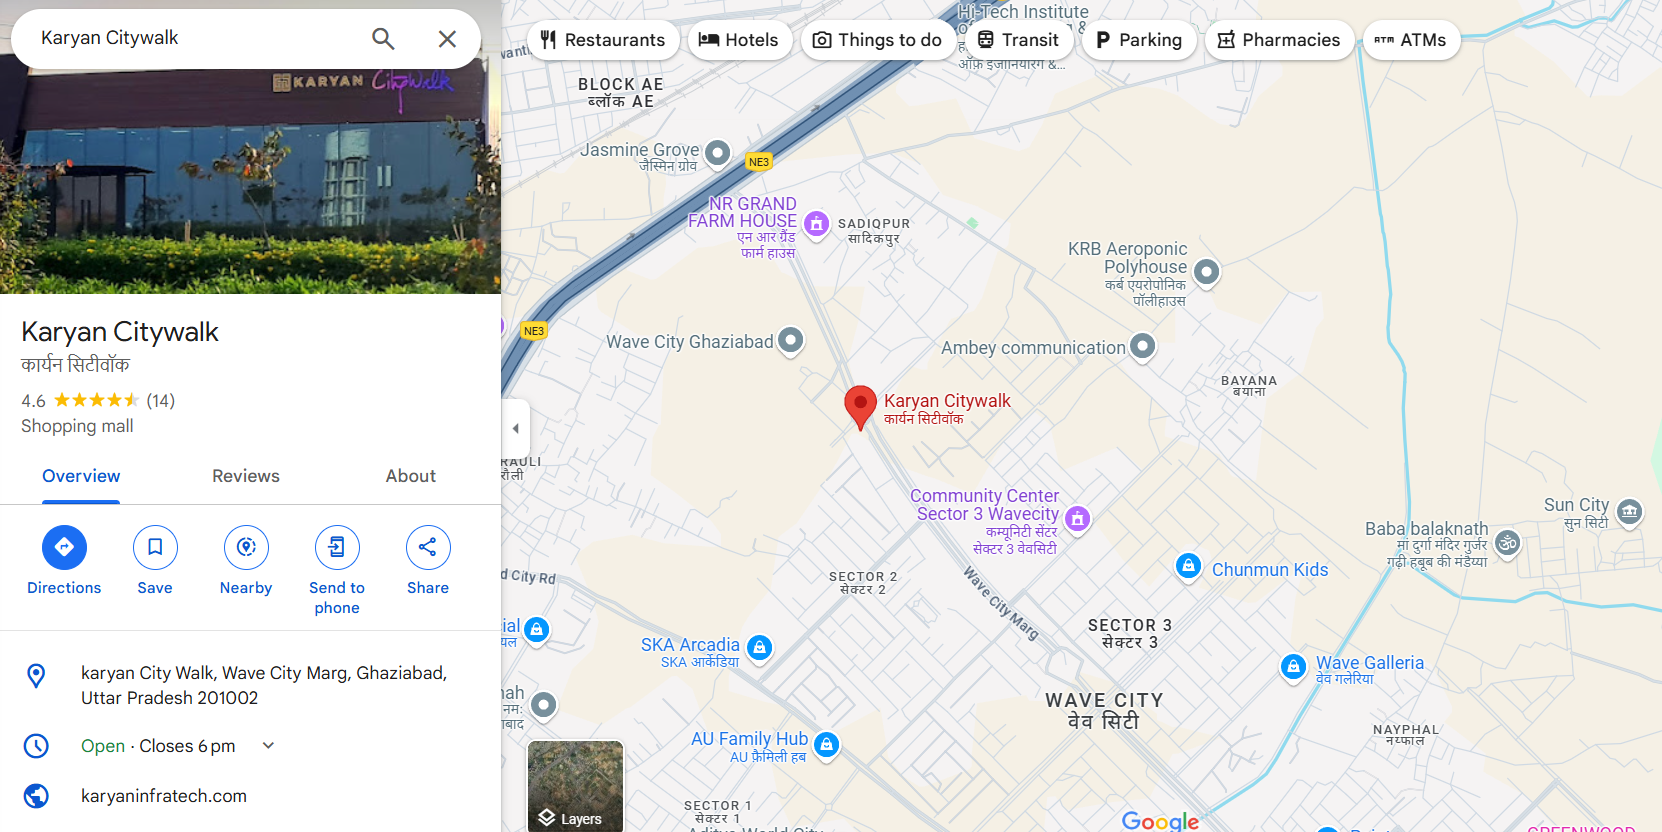 Karyan Citywalk
KARYAN CityWalk
Karyan Citywalk
कार्यन सिटीवॉक
4.6 (14)
Shopping mall
Overview
Reviews
About
Directions
Save
Nearby
Send to
phone
Share
karyan City Walk, Wave City Marg, Ghaziabad,
Uttar Pradesh 201002
Open · Closes 6 pm
karyaninfratech.com
Restaurants
Hotels
Things to do
Transit
Parking
Pharmacies
ATM ATMs
Hi-Tech Institute
ऑफ़ इंजीनियरिंग &...
BLOCK AE
ब्लॉक AE
Jasmine Grove
जैस्मिन ग्रोव
NE3
NR GRAND
FARM HOUSE
एन आर ग्रैंड
फार्म हाउस
SADIQPUR
सादिकपुर
KRB Aeroponic
Polyhouse
कर्ब एयरोपोनिक
पॉलीहाउस
NE3
Wave City Ghaziabad
Ambey communication
BAYANA
बयाना
Karyan Citywalk
कार्यन सिटीवॉक
RAULI
रौली
Community Center
Sector 3 Wavecity
कम्यूनिटी सेंटर
सेक्टर 3 वेवसिटी
Sun City
सुन सिटी
Baba balaknath
मां दुर्गा मंदिर गुर्जर
गढ़ी हबूब की मंडैय्या
d City Rd
SECTOR 2
सेक्टर 2
Wave City Marg
Chunmun Kids
ial
यल
SKA Arcadia
SKA आर्केडिया
SECTOR 3
सेक्टर 3
Wave Galleria
वेव गलेरिया
nah
नम:
बाद
WAVE CITY
वेव सिटी
NAYPHAL
नय्फाल
AU Family Hub
AU फ़ैमिली हब
SECTOR 1
सेक्टर 1
Layers
Google